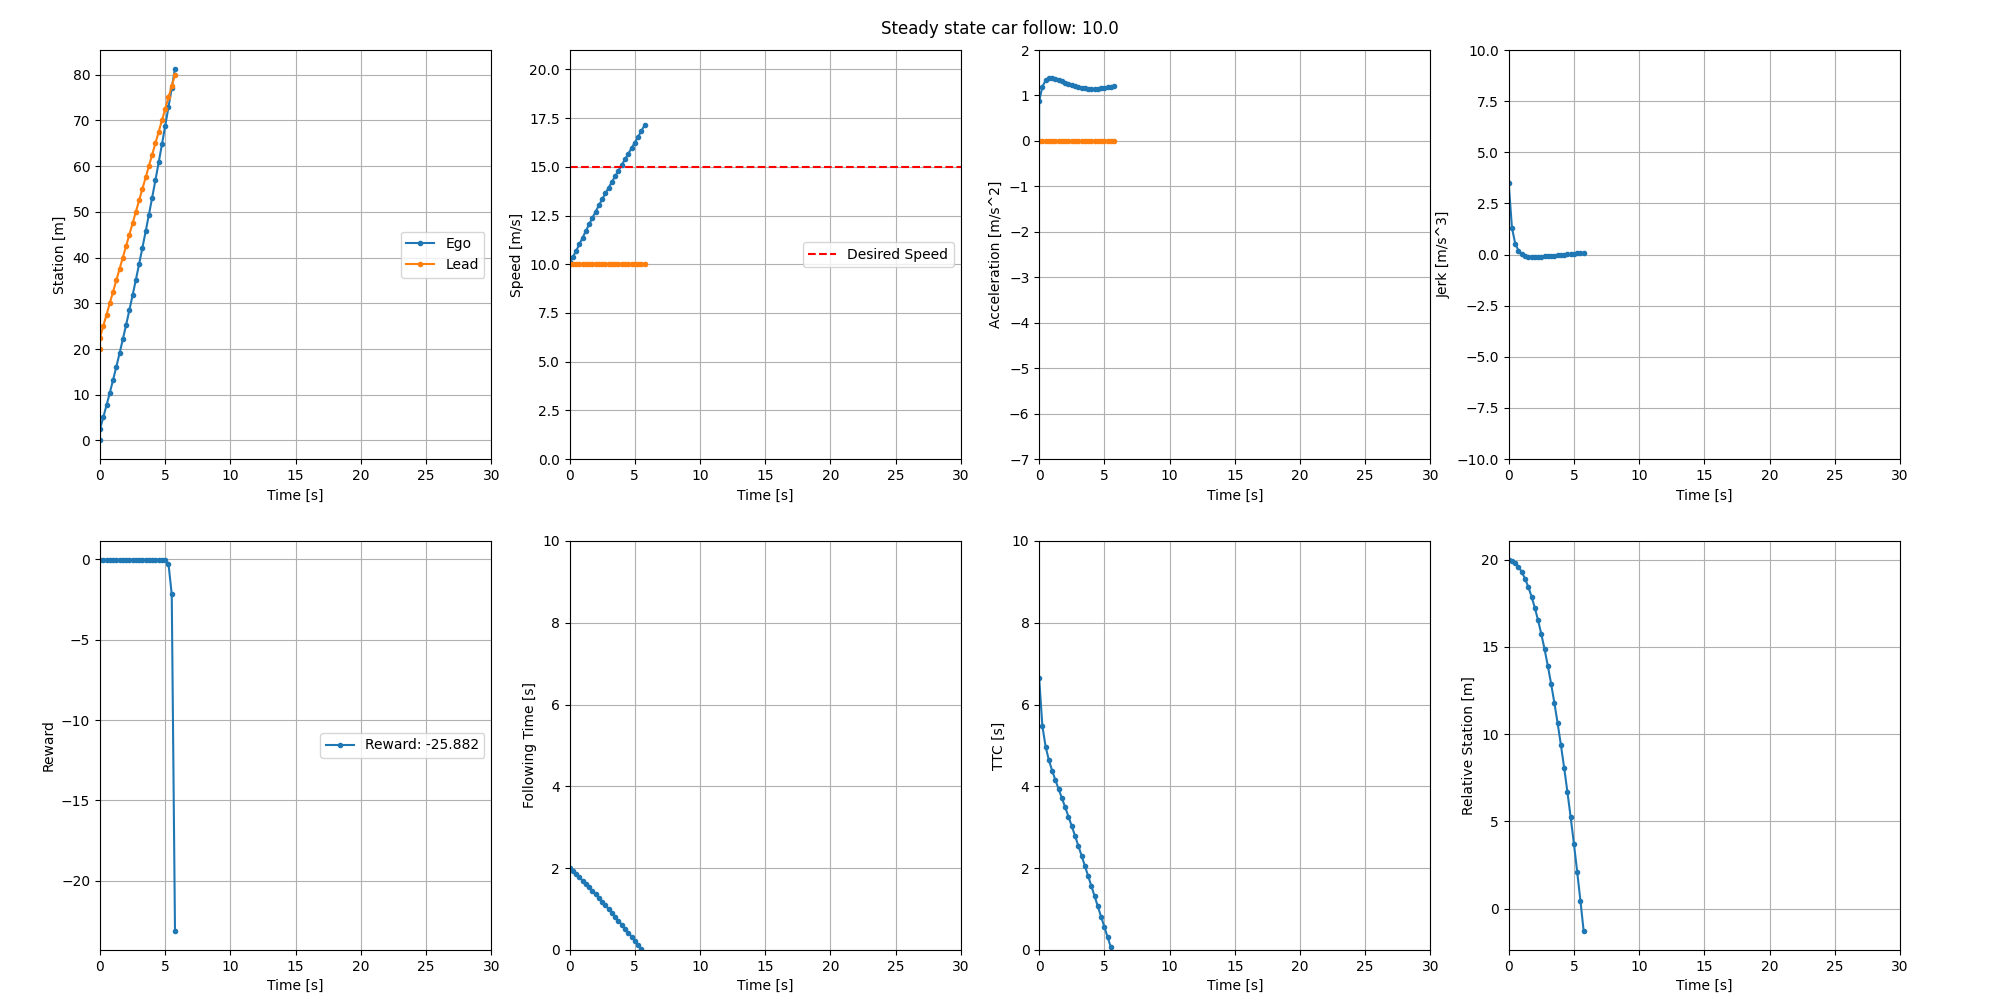 Steady state car follow: 10.0
Station [m]
80
70
60
50
40
30
20
10
0
0 5 10 15 20 25 30
Time [s]
Ego
Lead
Speed [m/s]
20.0
17.5
15.0
12.5
10.0
7.5
5.0
2.5
0.0
0 5 10 15 20 25 30
Time [s]
Desired Speed
Acceleration [m/s^2]
2
1
0
−1
−2
−3
−4
−5
−6
−7
0 5 10 15 20 25 30
Time [s]
Jerk [m/s^3]
10.0
7.5
5.0
2.5
0.0
−2.5
−5.0
−7.5
−10.0
0 5 10 15 20 25 30
Time [s]
Reward
0
−5
−10
−15
−20
0 5 10 15 20 25 30
Time [s]
Reward: -25.882
Following Time [s]
10
8
6
4
2
0
0 5 10 15 20 25 30
Time [s]
TTC [s]
10
8
6
4
2
0
0 5 10 15 20 25 30
Time [s]
Relative Station [m]
20
15
10
5
0
0 5 10 15 20 25 30
Time [s]